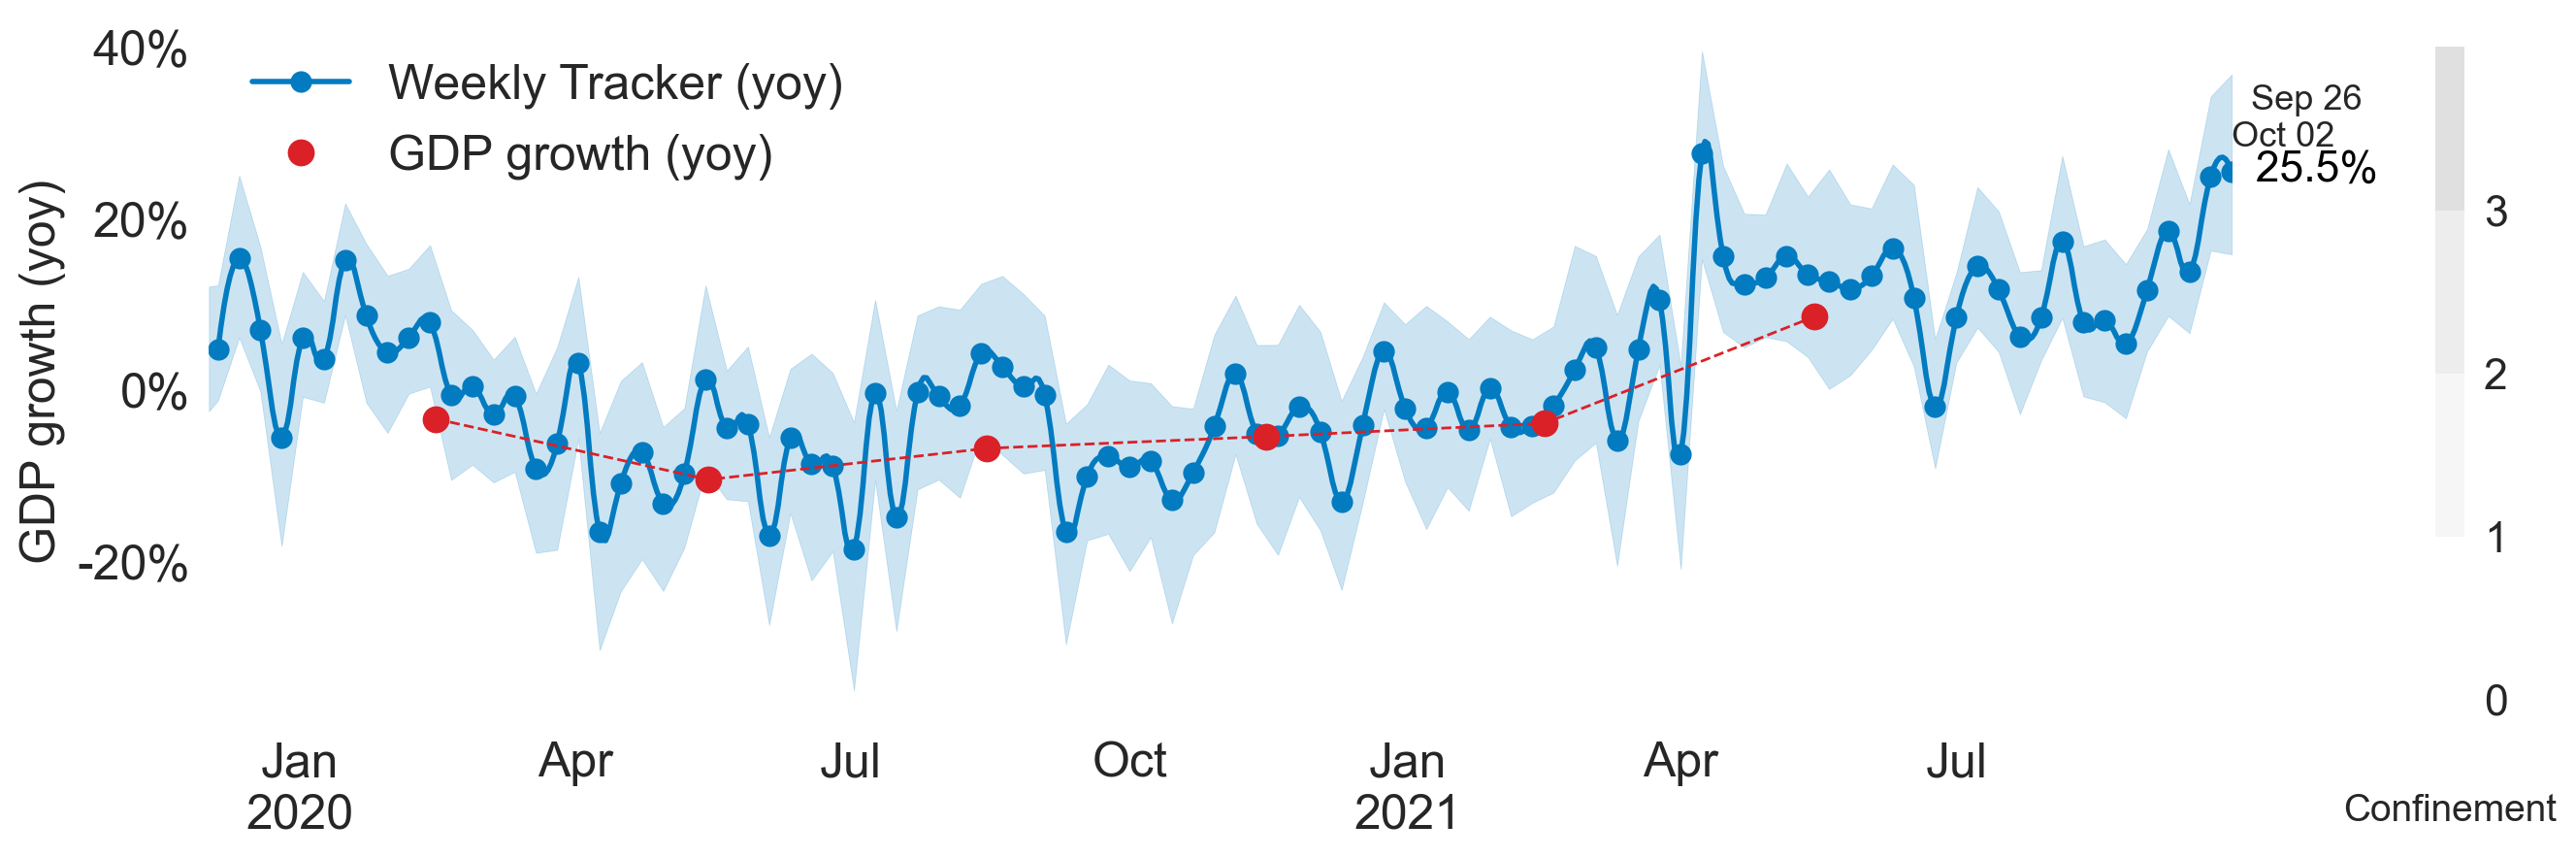 40%
20%
0%
-20%
GDP growth (yoy)
Weekly Tracker (yoy)
GDP growth (yoy)
Sep 26
Oct 02
25.5%
3
2
1
0
Jan
2020
Apr
Jul
Oct
Jan
2021
Apr
Jul
Confinement